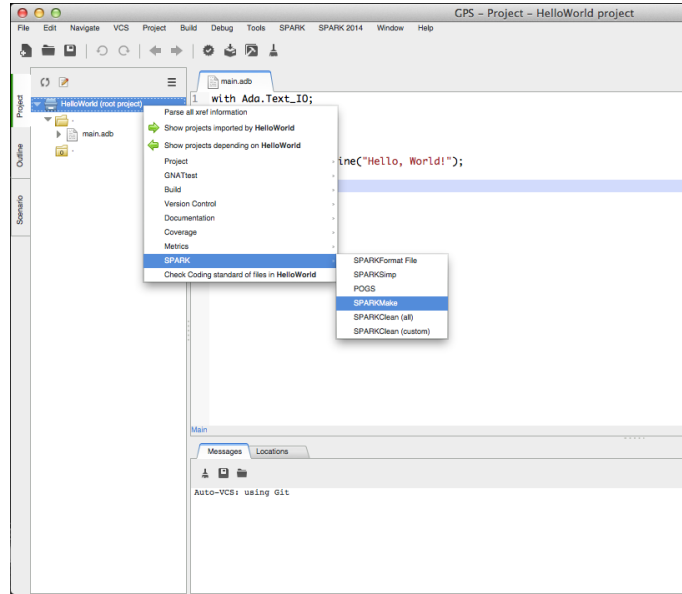 GPS – Project – HelloWorld project
File Edit Navigate VCS Project Build Debug Tools SPARK SPARK 2014 Window Help
main.adb
Project
Outline
Scenario
HelloWorld (root project)
.
main.adb
.
1 with Ada.Text_IO;
ine("Hello, World!");
Parse all xref information
Show projects imported by HelloWorld
Show projects depending on HelloWorld
Project
GNATtest
Build
Version Control
Documentation
Coverage
Metrics
SPARK
Check Coding standard of files in HelloWorld
SPARKFormat File
SPARKSimp
POGS
SPARKMake
SPARKClean (all)
SPARKClean (custom)
Main
Messages Locations
Auto-VCS: using Git